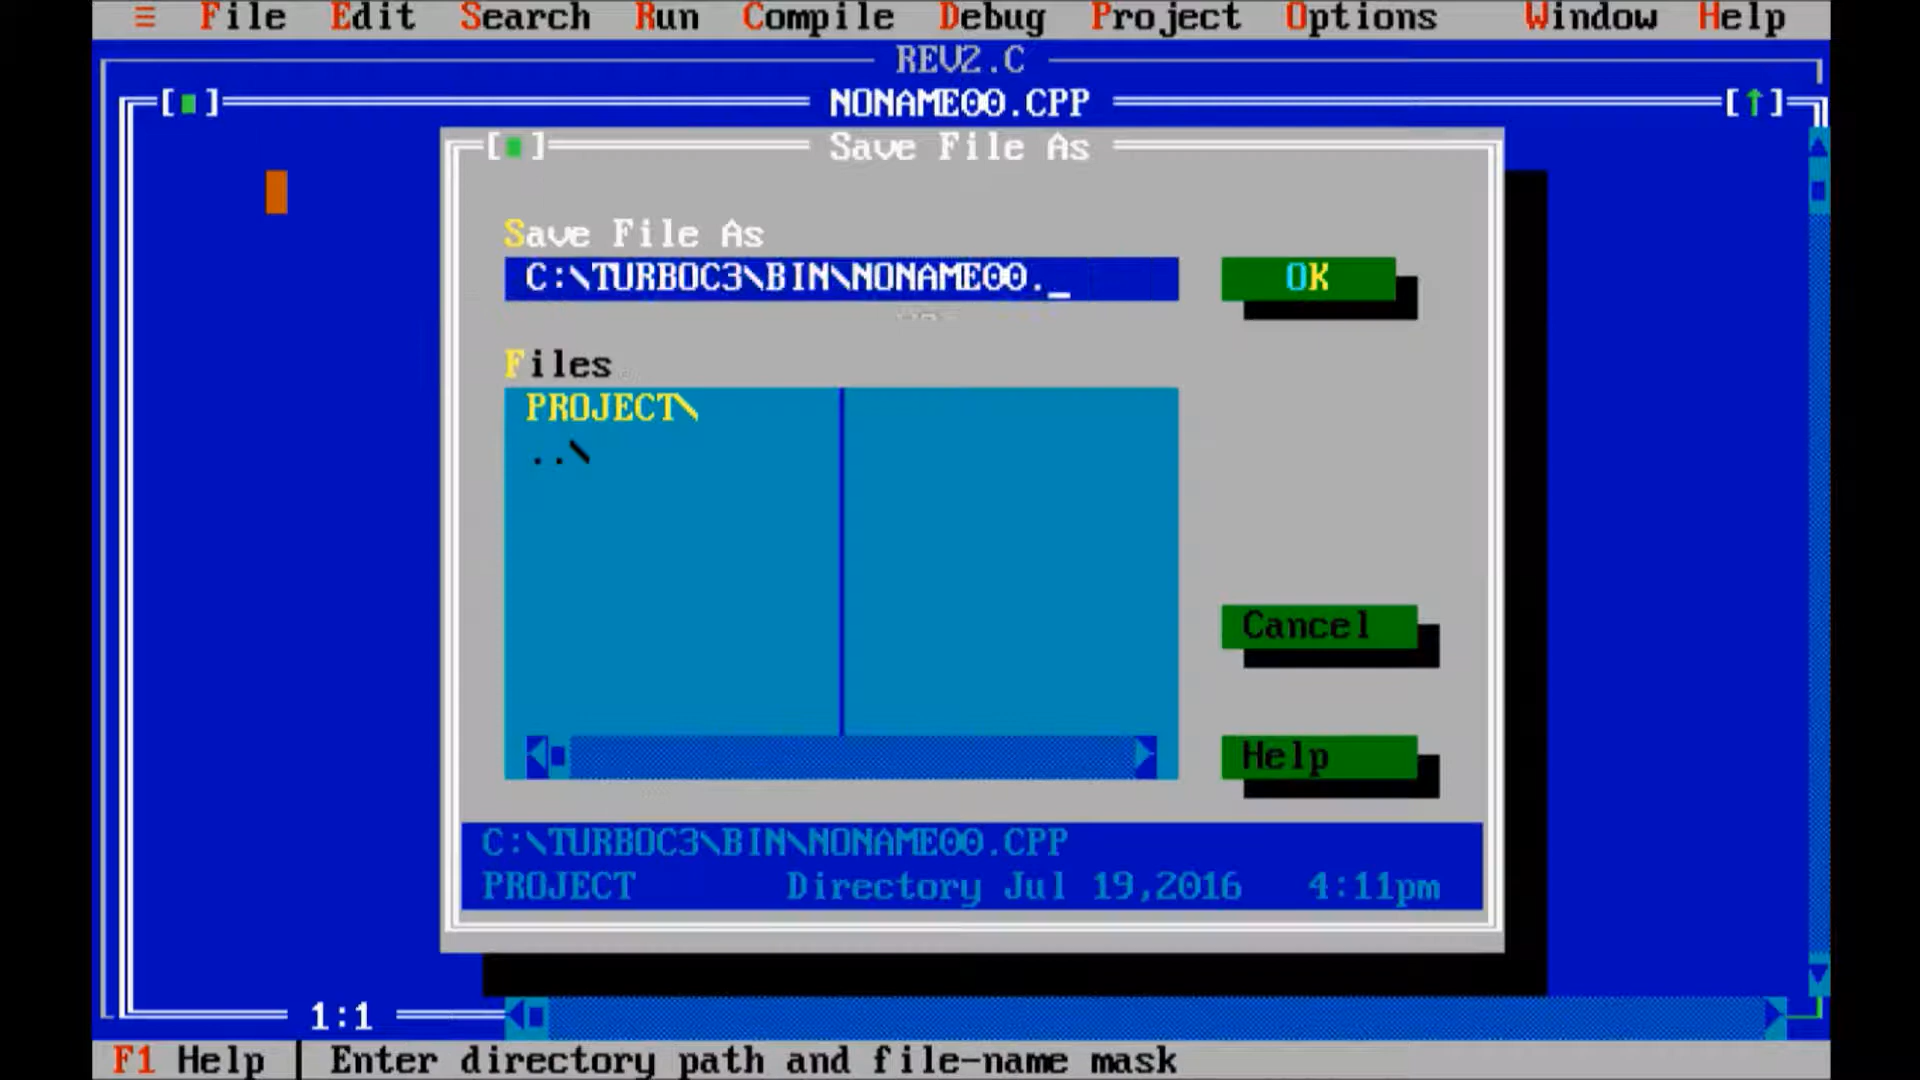 ≡ File Edit Search Run Compile Debug Project Options Window Help
REV2.C
[■] NONAME00.CPP [↑]
[■] Save File As
Save File As
C:\TURBOC3\BIN\NONAME00._
OK
Files
PROJECT\
..\
Cancel
Help
C:\TURBOC3\BIN\NONAME00.CPP
PROJECT Directory Jul 19,2016 4:11pm
1:1
F1 Help | Enter directory path and file-name mask